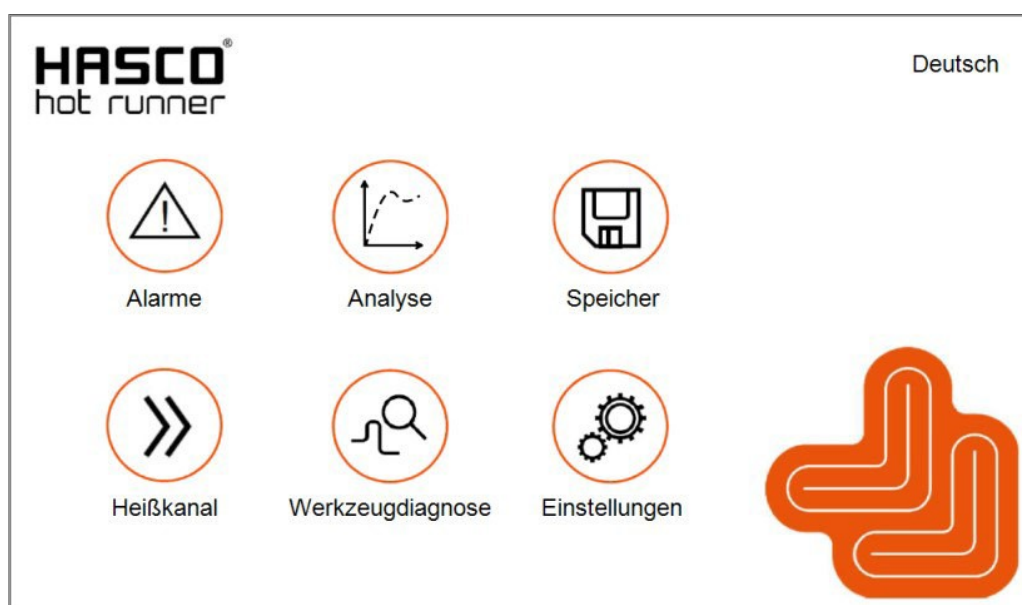 HASCO®
hot runner
Deutsch
Alarme
Analyse
Speicher
Heißkanal
Werkzeugdiagnose
Einstellungen